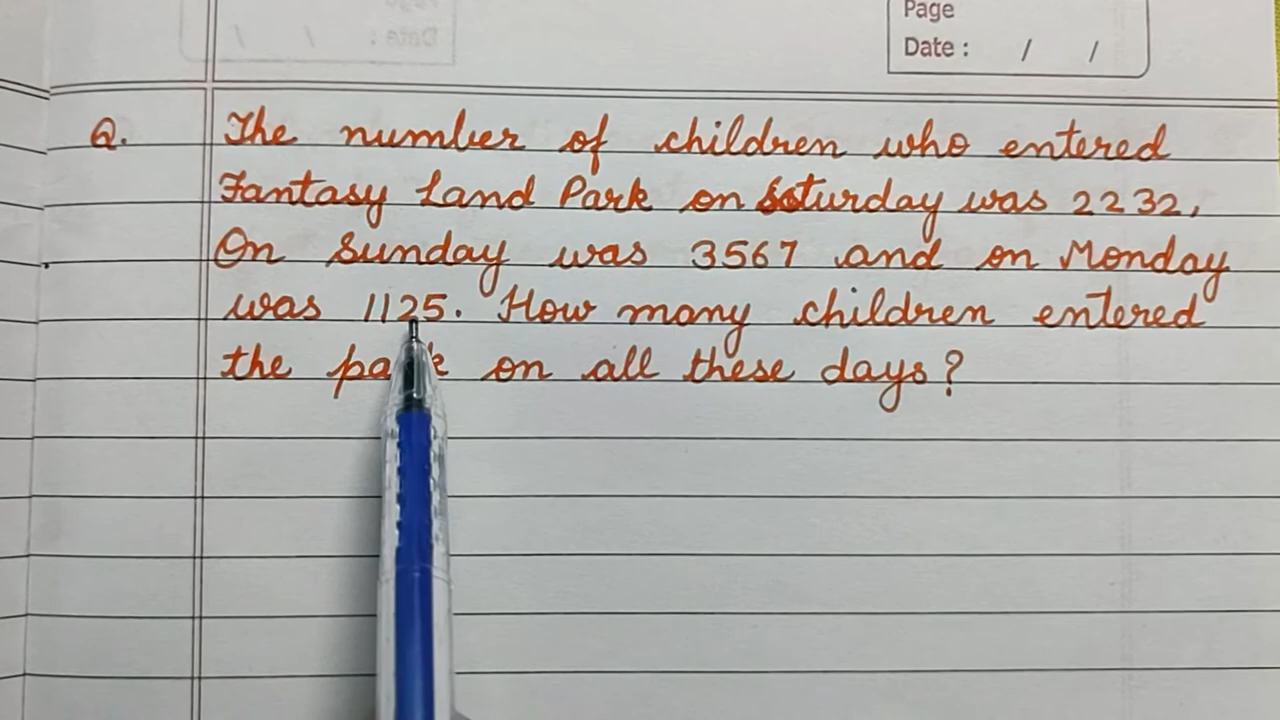 Page
Date : / /
Q. The number of children who entered
Fantasy Land Park on Saturday was 2232,
On Sunday was 3567 and on Monday
was 1125. How many children entered
the on all these days?